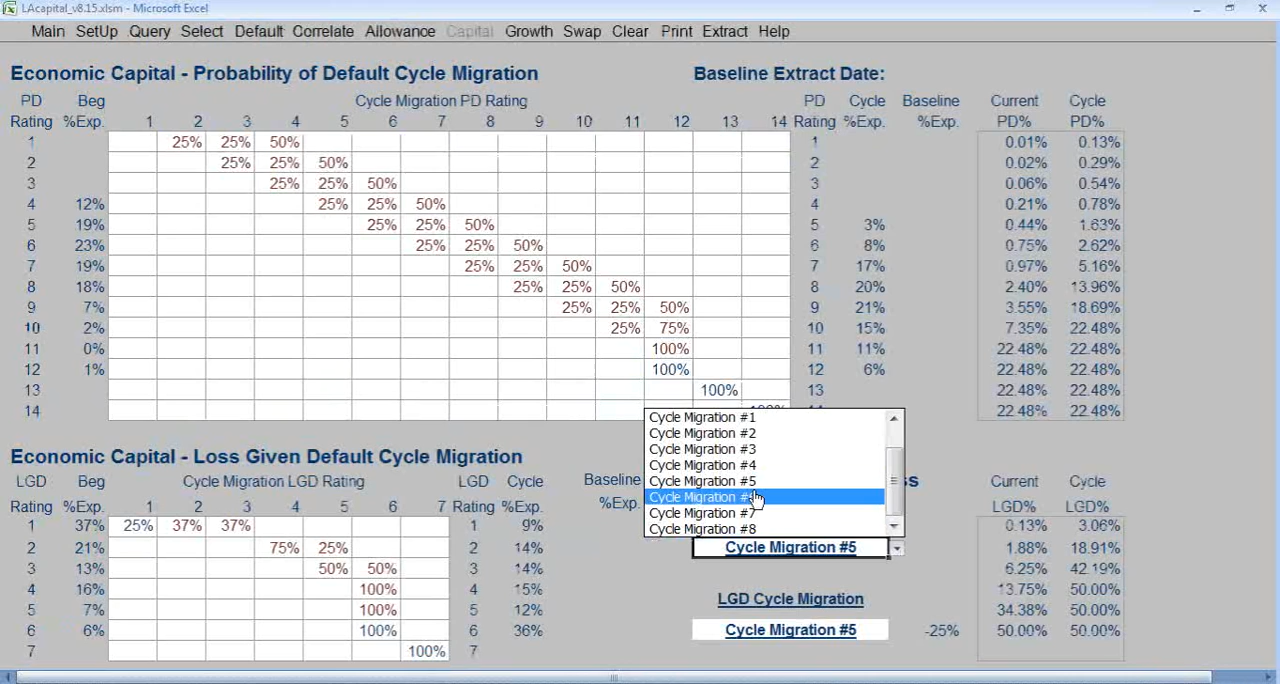 LAcapital_v8.15.xlsm - Microsoft Excel
Main SetUp Query Select Default Correlate Allowance Capital Growth Swap Clear Print Extract Help
Economic Capital - Probability of Default Cycle Migration Baseline Extract Date:
PD Beg Cycle Migration PD Rating PD Cycle Baseline Current Cycle
Rating %Exp. 1 2 3 4 5 6 7 8 9 10 11 12 13 14 Rating %Exp. %Exp. PD% PD%
1 25% 25% 50% 1 0.01% 0.13%
2 25% 25% 50% 2 0.02% 0.29%
3 25% 25% 50% 3 0.06% 0.54%
4 12% 25% 25% 50% 4 0.21% 0.78%
5 19% 25% 25% 50% 5 3% 0.44% 1.63%
6 23% 25% 25% 50% 6 8% 0.75% 2.62%
7 19% 25% 25% 50% 7 17% 0.97% 5.16%
8 18% 25% 25% 50% 8 20% 2.40% 13.96%
9 7% 25% 25% 50% 9 21% 3.55% 18.69%
10 2% 25% 75% 10 15% 7.35% 22.48%
11 0% 100% 11 11% 22.48% 22.48%
12 1% 100% 12 6% 22.48% 22.48%
13 100% 13 22.48% 22.48%
14 22.48% 22.48%
Cycle Migration #1
Cycle Migration #2
Cycle Migration #3
Cycle Migration #4
Cycle Migration #5
Cycle Migration
Cycle Migration #7
Cycle Migration #8
Economic Capital - Loss Given Default Cycle Migration
LGD Beg Cycle Migration LGD Rating LGD Cycle Baseline Current Cycle
Rating %Exp. 1 2 3 4 5 6 7 Rating %Exp. %Exp. LGD% LGD%
1 37% 25% 37% 37% 1 9% 0.13% 3.06%
2 21% 75% 25% 2 14% Cycle Migration #5 1.88% 18.91%
3 13% 50% 50% 3 14% 6.25% 42.19%
4 16% 100% 4 15% 13.75% 50.00%
LGD Cycle Migration
5 7% 100% 5 12% 34.38% 50.00%
6 6% 100% 6 36% Cycle Migration #5 -25% 50.00% 50.00%
7 100% 7